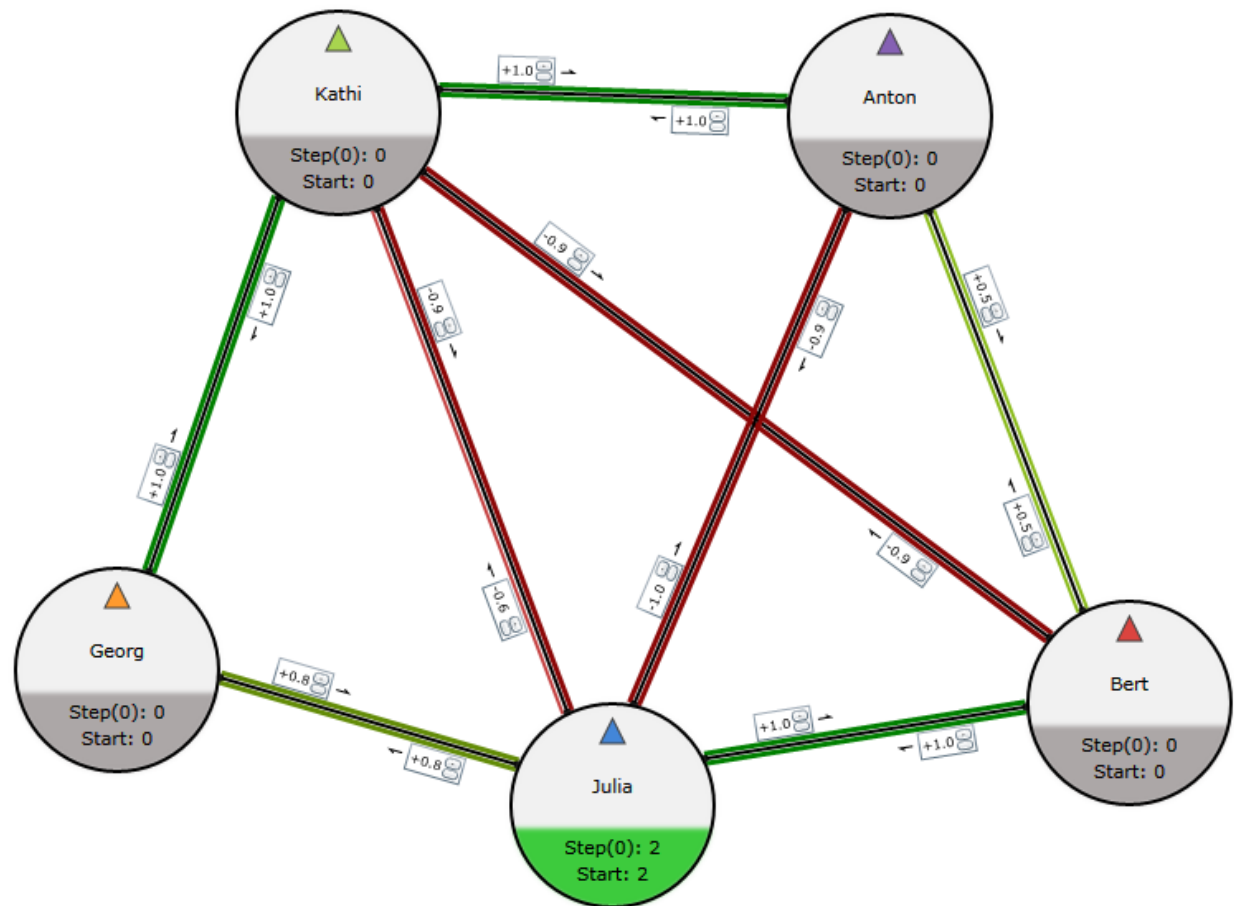 +1.0
Kathi
Anton
+1.0
Step(0): 0
Start: 0
Step(0): 0
Start: 0
-0.9
+1.0
-0.9
-0.9
+0.5
+1.0
+0.5
-0.9
-1.0
-0.6
Georg
Bert
+0.8
Step(0): 0
Start: 0
+1.0
+1.0
Step(0): 0
Start: 0
+0.8
Julia
Step(0): 2
Start: 2